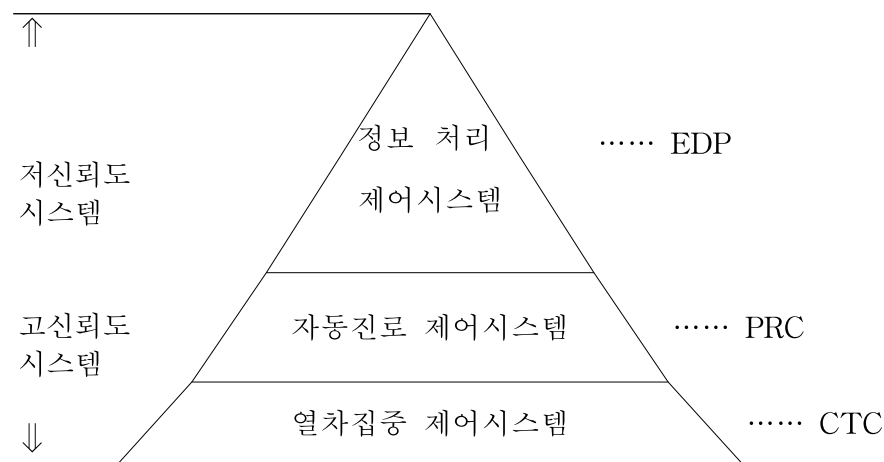 ⇑
정보 처리
…… EDP
저신뢰도
시스템
제어시스템
고신뢰도
시스템
자동진로 제어시스템
…… PRC
열차집중 제어시스템
…… CTC
⇓